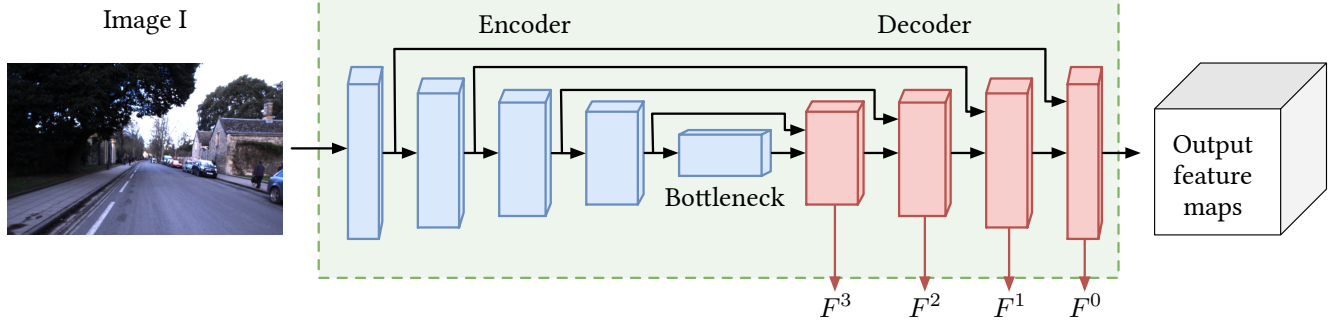 Image I
Encoder
Decoder
Bottleneck
Output
feature
maps
F³
F²
F¹
F⁰